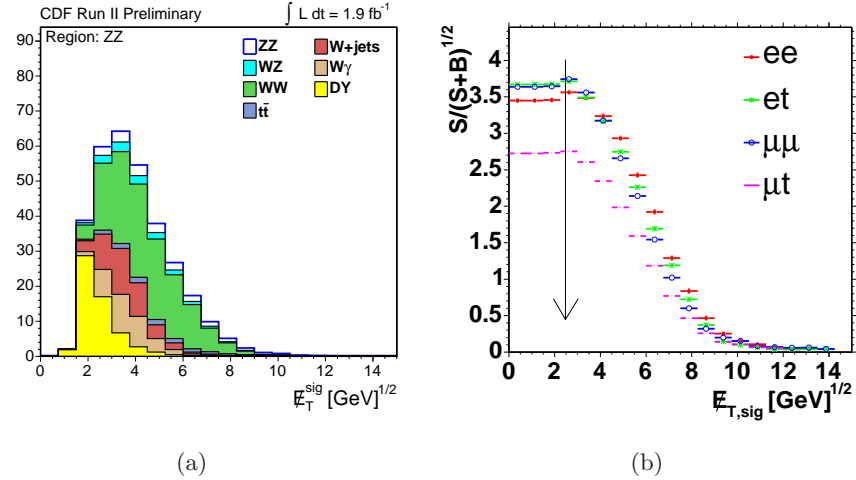 CDF Run II Preliminary
∫ L dt = 1.9 fb⁻¹
Region: ZZ
ZZ
WZ
WW
tt̄
W+jets
Wγ
DY
90
80
70
60
50
40
30
20
10
0
0 2 4 6 8 10 12 14
E̸_T^sig [GeV]^1/2
(a)
S/(S+B)^1/2
4
3.5
3
2.5
2
1.5
1
0.5
0
0 2 4 6 8 10 12 14
ee
et
μμ
μt
E̸_T,sig [GeV]^1/2
(b)